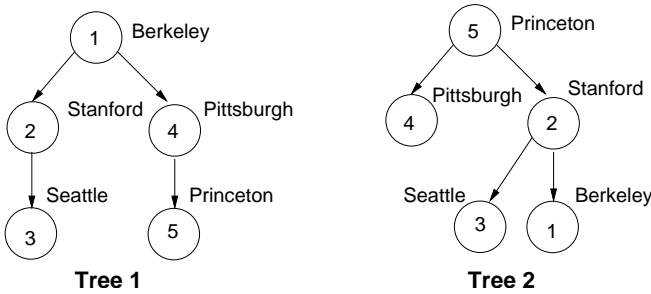 1 Berkeley
2 Stanford
4 Pittsburgh
3 Seattle
5 Princeton
Tree 1
5 Princeton
4 Pittsburgh
2 Stanford
3 Seattle
1 Berkeley
Tree 2